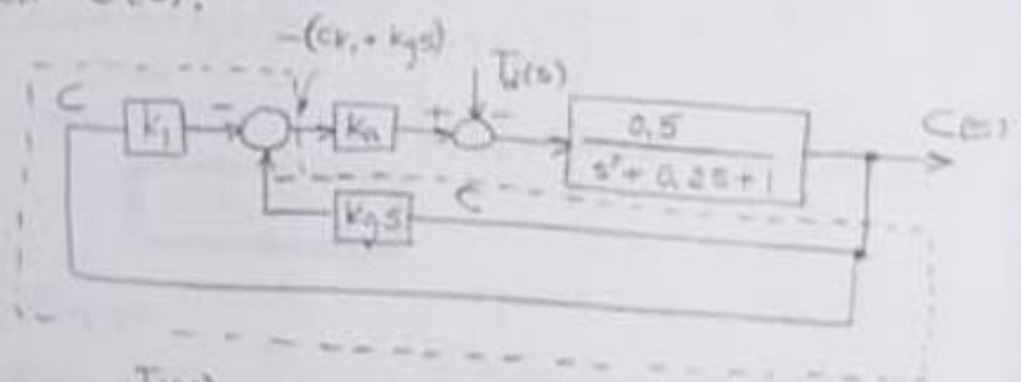 C(s).
-(ck₁ + kgs)
Td(s)
C
k₁
-
ka
+
-
0,5
s² + 0,2s + 1
C(s)
kgs
C